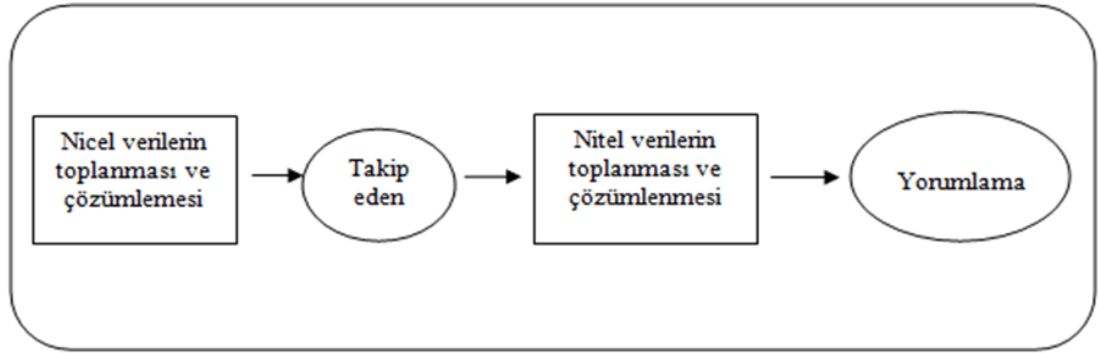 Nicel verilerin
toplanması ve
çözümlemesi
Takip
eden
Nitel verilerin
toplanması ve
çözümlenmesi
Yorumlama